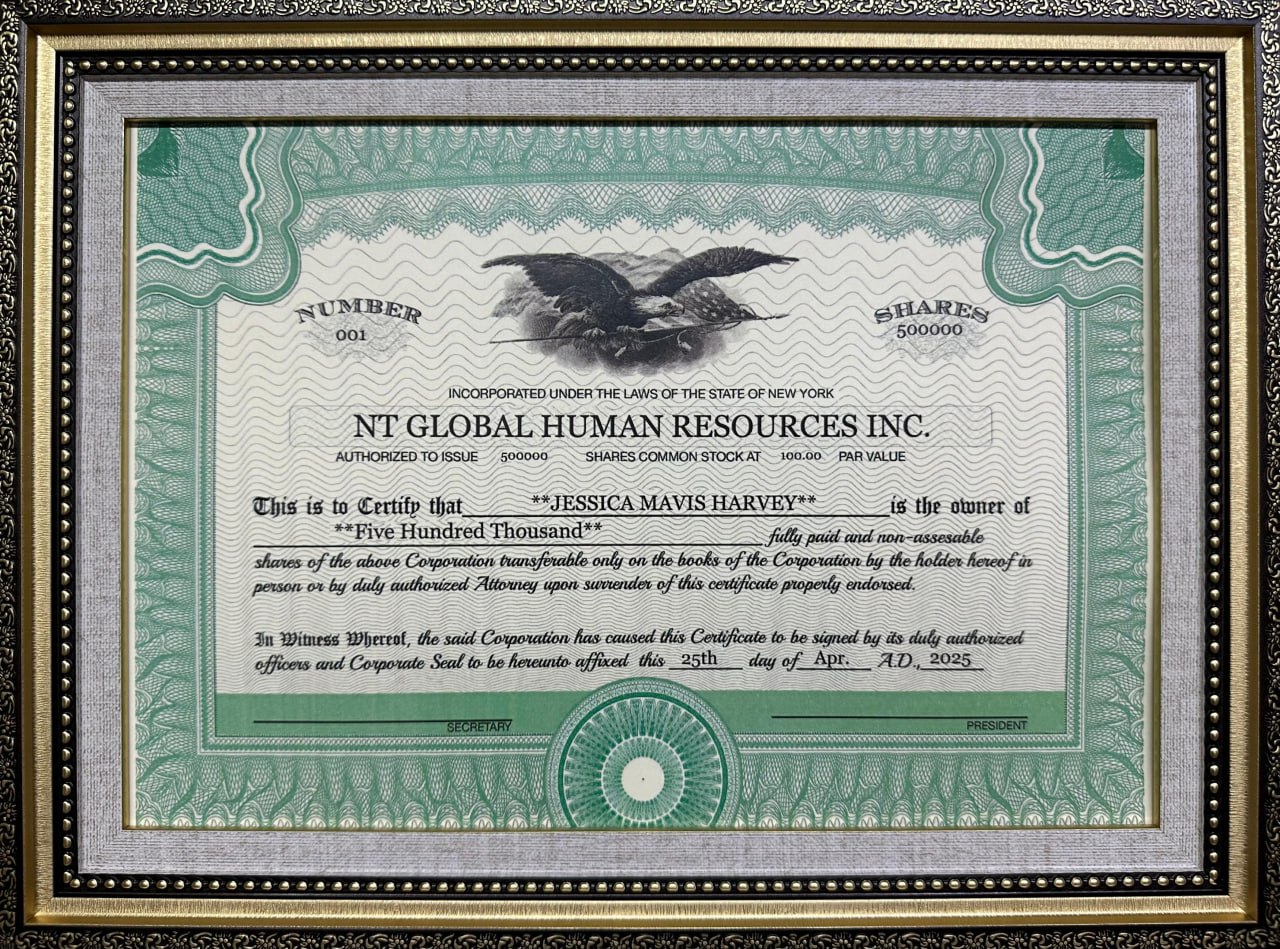 NUMBER
001
SHARES
500000
INCORPORATED UNDER THE LAWS OF THE STATE OF NEW YORK
NT GLOBAL HUMAN RESOURCES INC.
AUTHORIZED TO ISSUE 500000 SHARES COMMON STOCK AT 100.00 PAR VALUE
This is to Certify that **JESSICA MAVIS HARVEY** is the owner of
**Five Hundred Thousand** fully paid and non-assesable
shares of the above Corporation transferable only on the books of the Corporation by the holder hereof in
person or by duly authorized Attorney upon surrender of this certificate properly endorsed.
In Witness Whereof, the said Corporation has caused this Certificate to be signed by its duly authorized
officers and Corporate Seal to be hereunto affixed this 25th day of Apr. A.D., 2025
SECRETARY
PRESIDENT